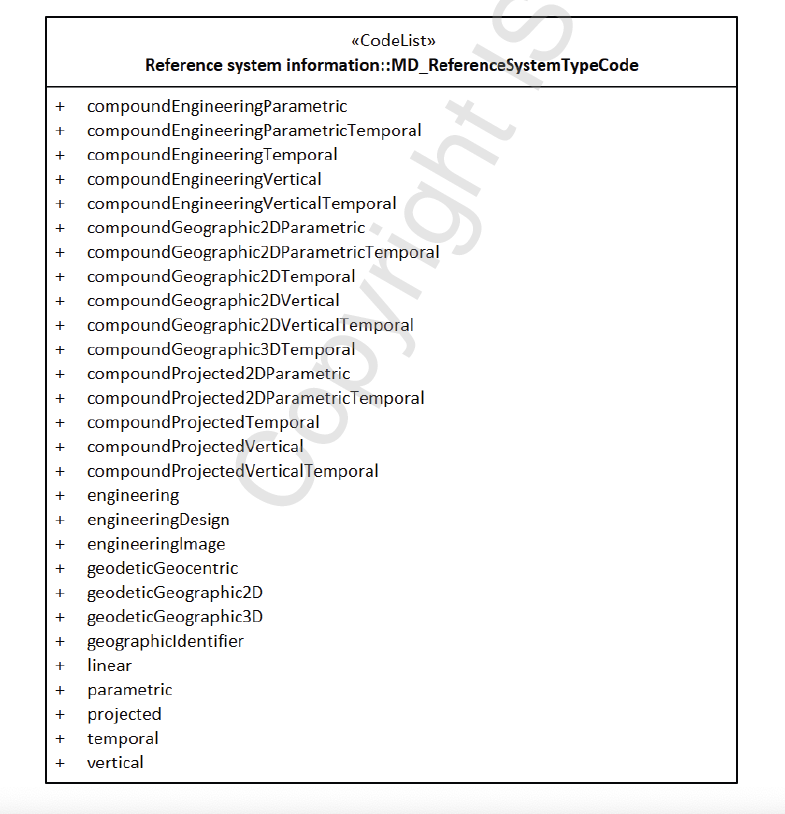 «CodeList»
Reference system information::MD_ReferenceSystemTypeCode
+ compoundEngineeringParametric
+ compoundEngineeringParametricTemporal
+ compoundEngineeringTemporal
+ compoundEngineeringVertical
+ compoundEngineeringVerticalTemporal
+ compoundGeographic2DParametric
+ compoundGeographic2DParametricTemporal
+ compoundGeographic2DTemporal
+ compoundGeographic2DVertical
+ compoundGeographic2DVerticalTemporal
+ compoundGeographic3DTemporal
+ compoundProjected2DParametric
+ compoundProjected2DParametricTemporal
+ compoundProjectedTemporal
+ compoundProjectedVertical
+ compoundProjectedVerticalTemporal
+ engineering
+ engineeringDesign
+ engineeringImage
+ geodeticGeocentric
+ geodeticGeographic2D
+ geodeticGeographic3D
+ geographicIdentifier
+ linear
+ parametric
+ projected
+ temporal
+ vertical
Copyright IS